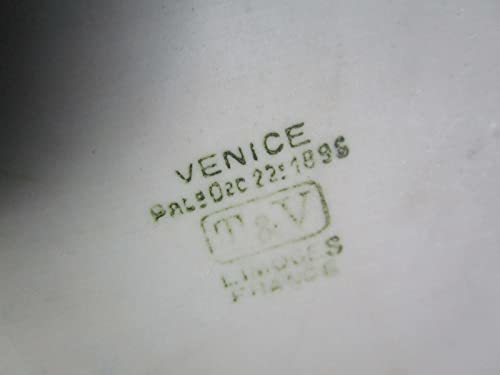 VENICE
Pat. Dec 22: 1896
T & V
LIMOGES
FRANCE